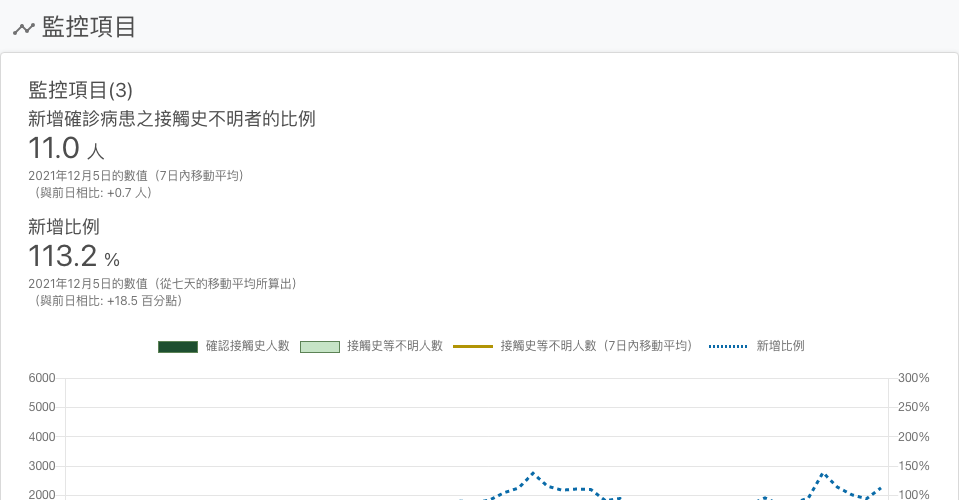 監控項目
監控項目(3)
新增確診病患之接觸史不明者的比例
11.0 人
2021年12月5日的數值（7日內移動平均）
（與前日相比: +0.7 人）
新增比例
113.2 %
2021年12月5日的數值（從七天的移動平均所算出）
（與前日相比: +18.5 百分點）
確認接觸史人數 接觸史等不明人數 接觸史等不明人數（7日內移動平均） 新增比例
6000 300%
5000 250%
4000 200%
3000 150%
2000 100%